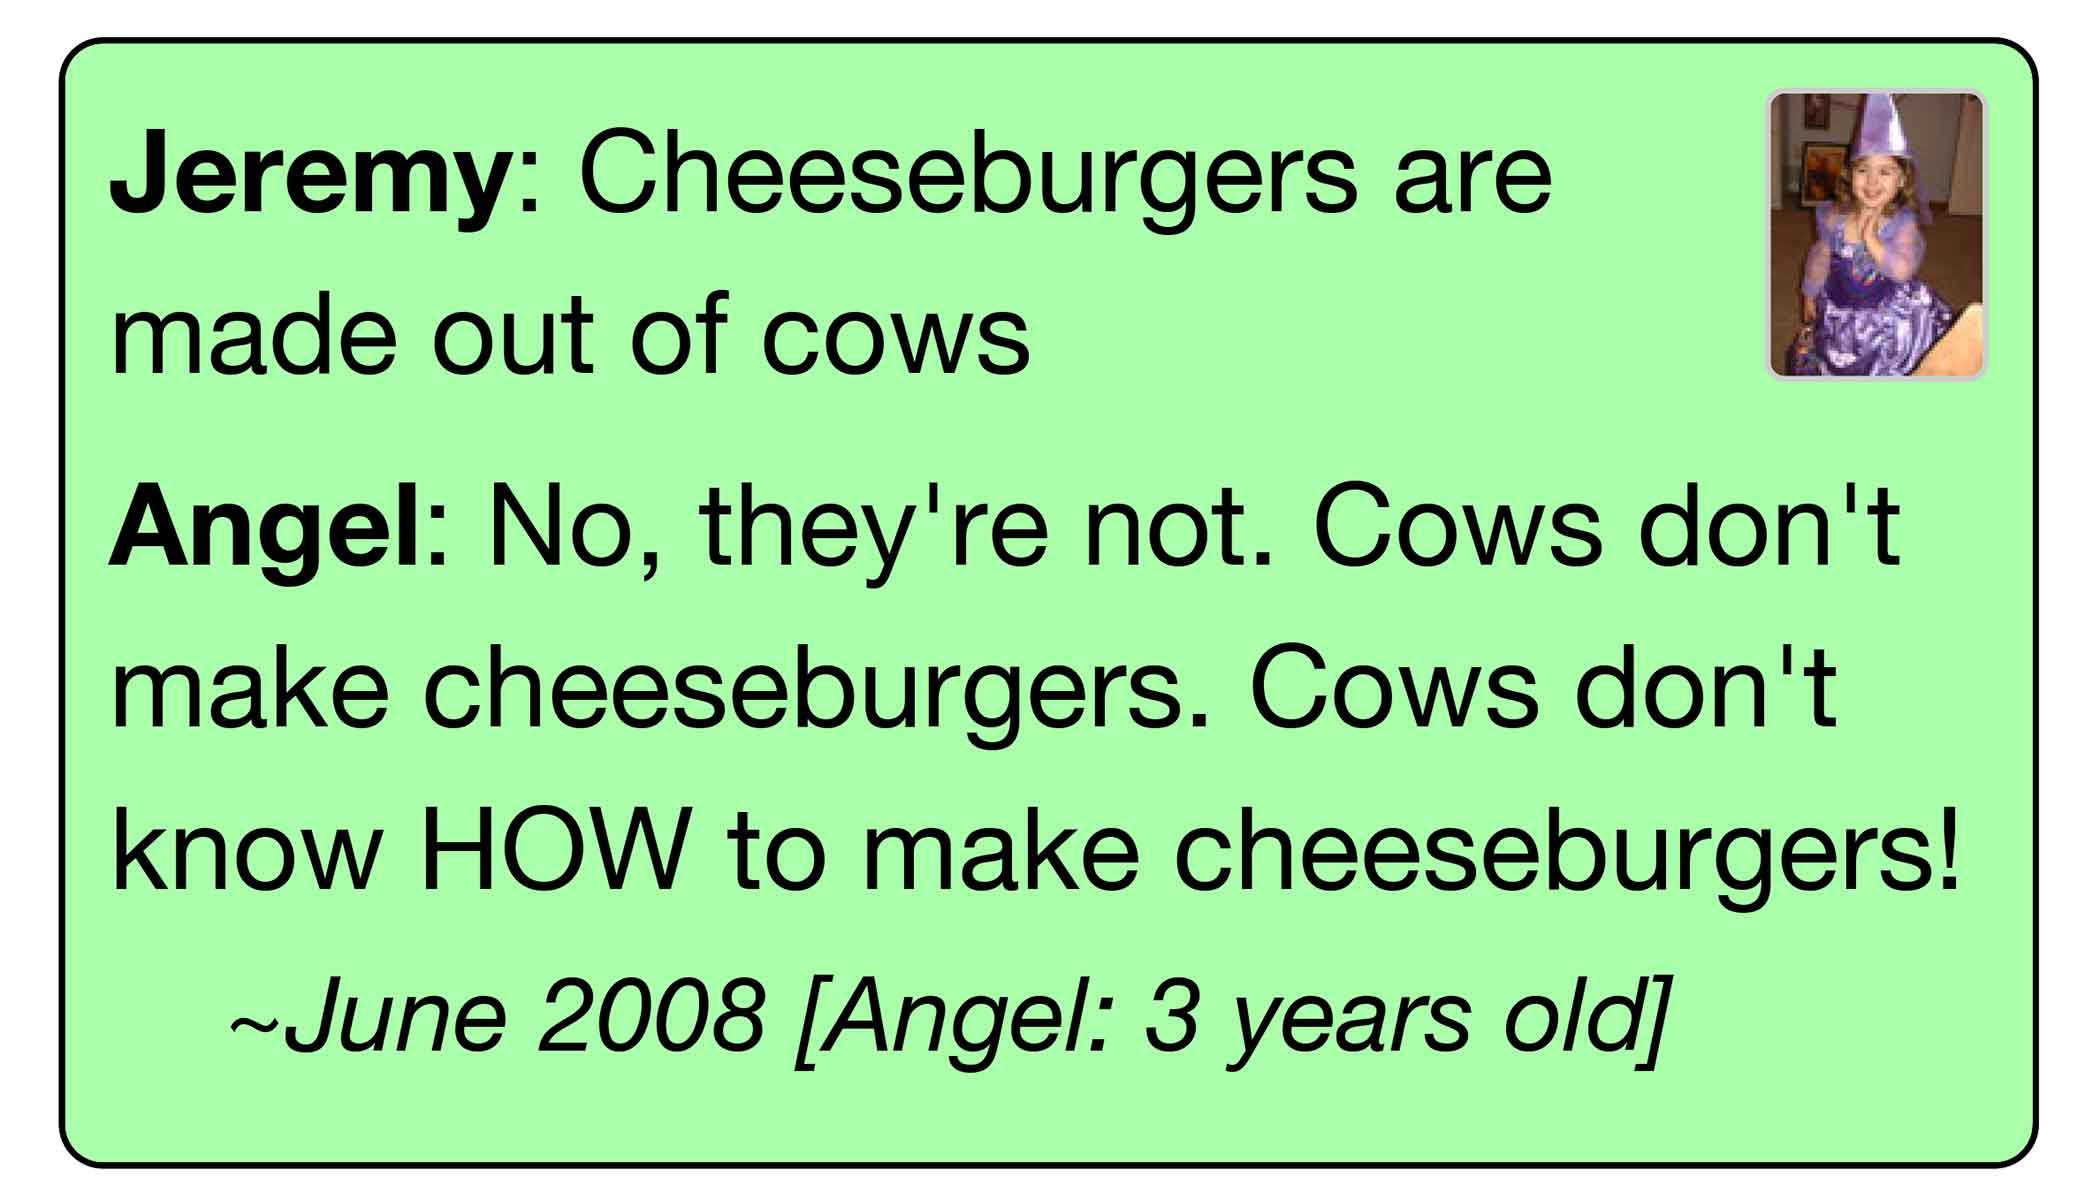 Jeremy: Cheeseburgers are
made out of cows
Angel: No, they're not. Cows don't
make cheeseburgers. Cows don't
know HOW to make cheeseburgers!
~June 2008 [Angel: 3 years old]